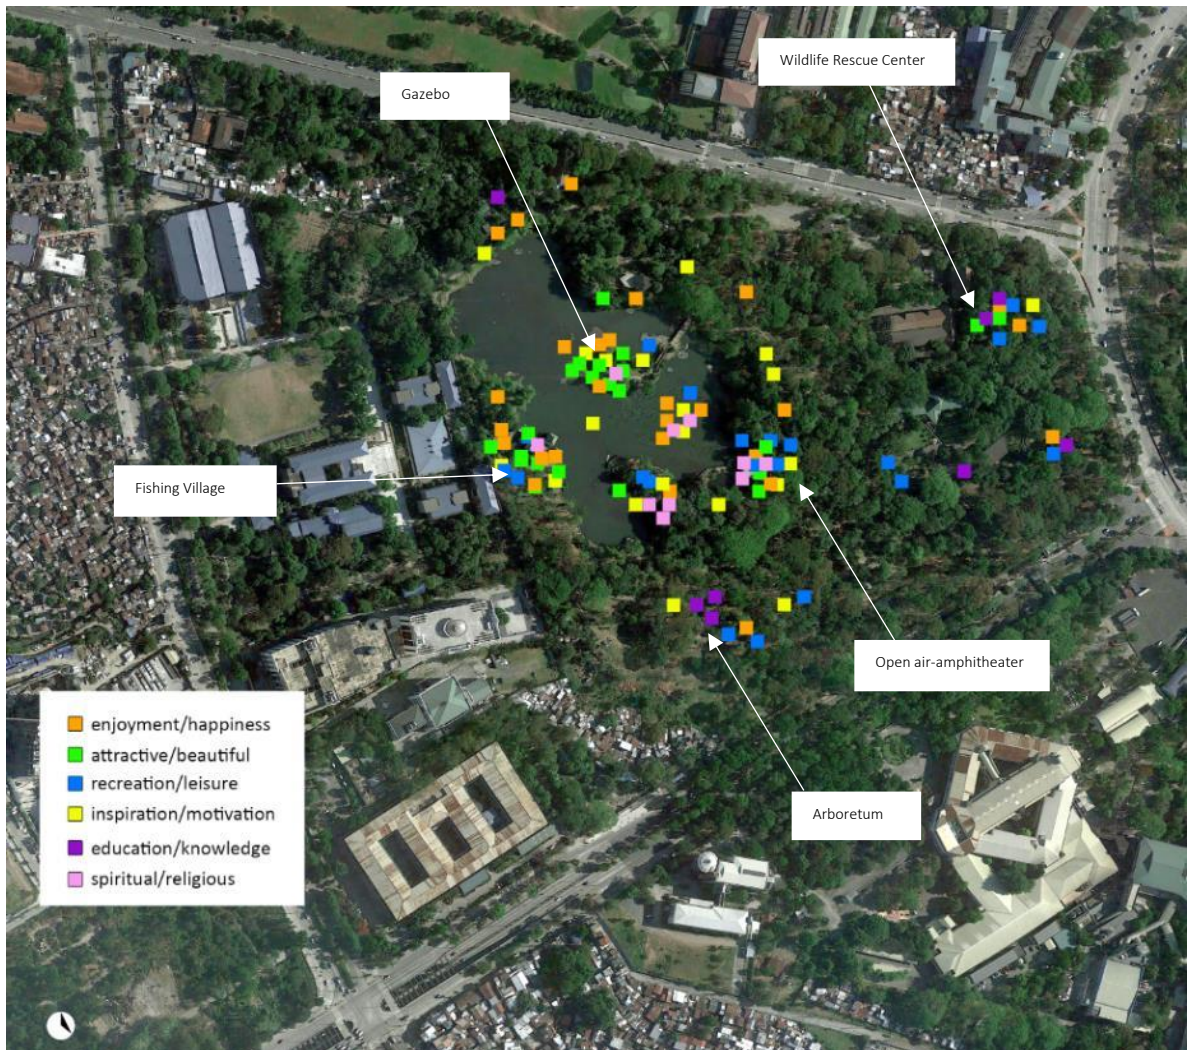 Wildlife Rescue Center
Gazebo
Fishing Village
Open air-amphitheater
enjoyment/happiness
attractive/beautiful
recreation/leisure
inspiration/motivation
education/knowledge
spiritual/religious
Arboretum